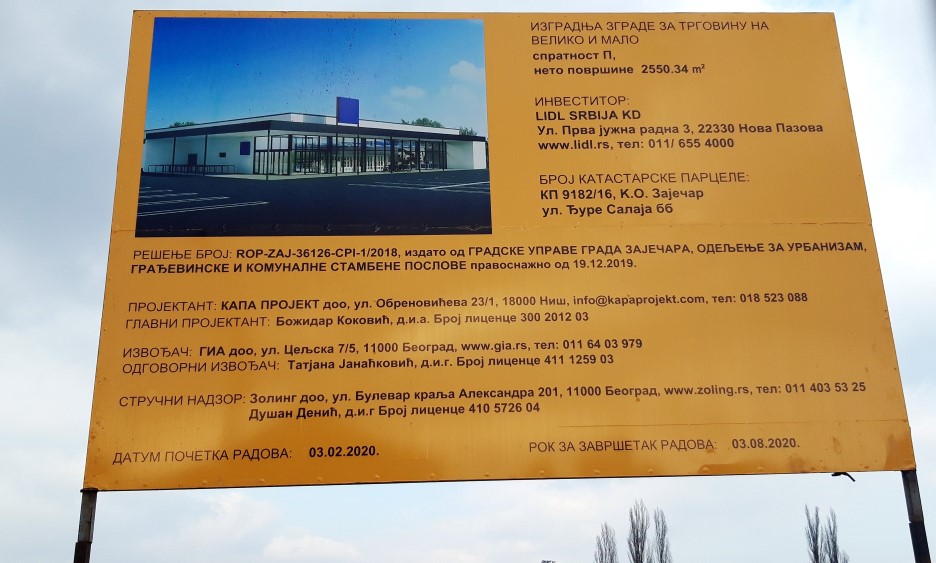 ИЗГРАДЊА ЗГРАДЕ ЗА ТРГОВИНУ НА
ВЕЛИКО И МАЛО
спратност П,
нето површине 2550.34 m²
ИНВЕСТИТОР:
LIDL SRBIJA KD
Ул. Прва јужна радна 3, 22330 Нова Пазова
www.lidl.rs, тел: 011/ 655 4000
БРОЈ КАТАСТАРСКЕ ПАРЦЕЛЕ:
КП 9182/16, К.О. Зајечар
ул. Ђуре Салаја бб
РЕШЕЊЕ БРОЈ: ROP-ZAJ-36126-CPI-1/2018, издато од ГРАДСКЕ УПРАВЕ ГРАДА ЗАЈЕЧАРА, ОДЕЉЕЊЕ ЗА УРБАНИЗАМ,
ГРАЂЕВИНСКЕ И КОМУНАЛНЕ СТАМБЕНЕ ПОСЛОВЕ правоснажно од 19.12.2019.
ПРОЈЕКТАНТ: КАПА ПРОЈЕКТ доо, ул. Обреновићева 23/1, 18000 Ниш, info@kapaprojekt.com, тел: 018 523 088
ГЛАВНИ ПРОЈЕКТАНТ: Божидар Коковић, д.и.а. Број лиценце 300 2012 03
ИЗВОЂАЧ: ГИА доо, ул. Цељска 7/5, 11000 Београд, www.gia.rs, тел: 011 64 03 979
ОДГОВОРНИ ИЗВОЂАЧ: Татјана Јанаћковић, д.и.г. Број лиценце 411 1259 03
СТРУЧНИ НАДЗОР: Золинг доо, ул. Булевар краља Александра 201, 11000 Београд, www.zoling.rs, тел: 011 403 53 25
Душан Денић, д.и.г Број лиценце 410 5726 04
ДАТУМ ПОЧЕТКА РАДОВА: 03.02.2020.
РОК ЗА ЗАВРШЕТАК РАДОВА: 03.08.2020.